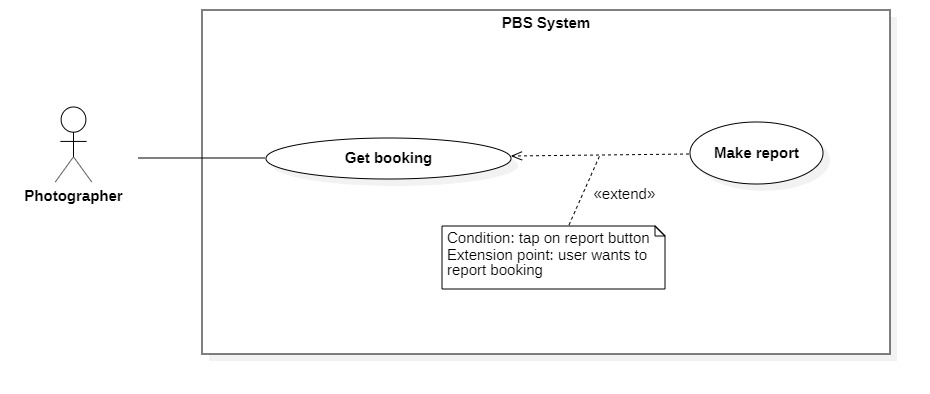 PBS System
Photographer
Get booking
Make report
«extend»
Condition: tap on report button
Extension point: user wants to
report booking